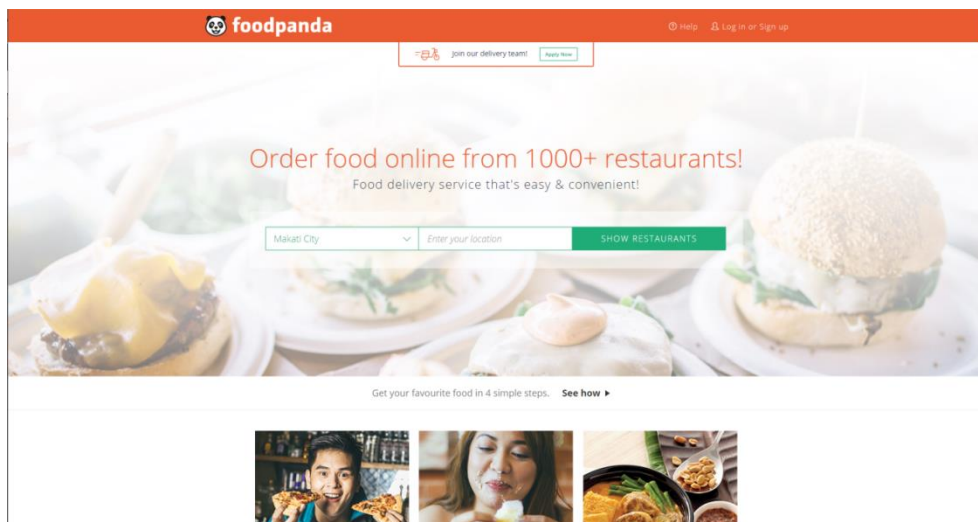 foodpanda
Help Log in or Sign up
Join our delivery team! Apply Now
Order food online from 1000+ restaurants!
Food delivery service that's easy & convenient!
Makati City Enter your location SHOW RESTAURANTS
Get your favourite food in 4 simple steps. See how